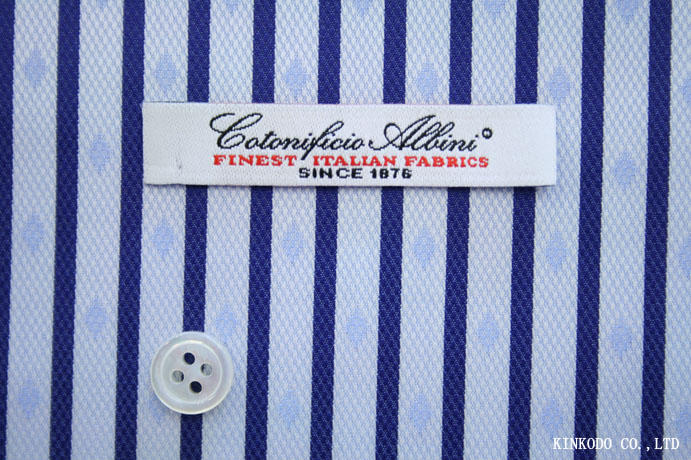 Cotonificio Albini®
FINEST ITALIAN FABRICS
SINCE 1876
KINKODO CO.,LTD